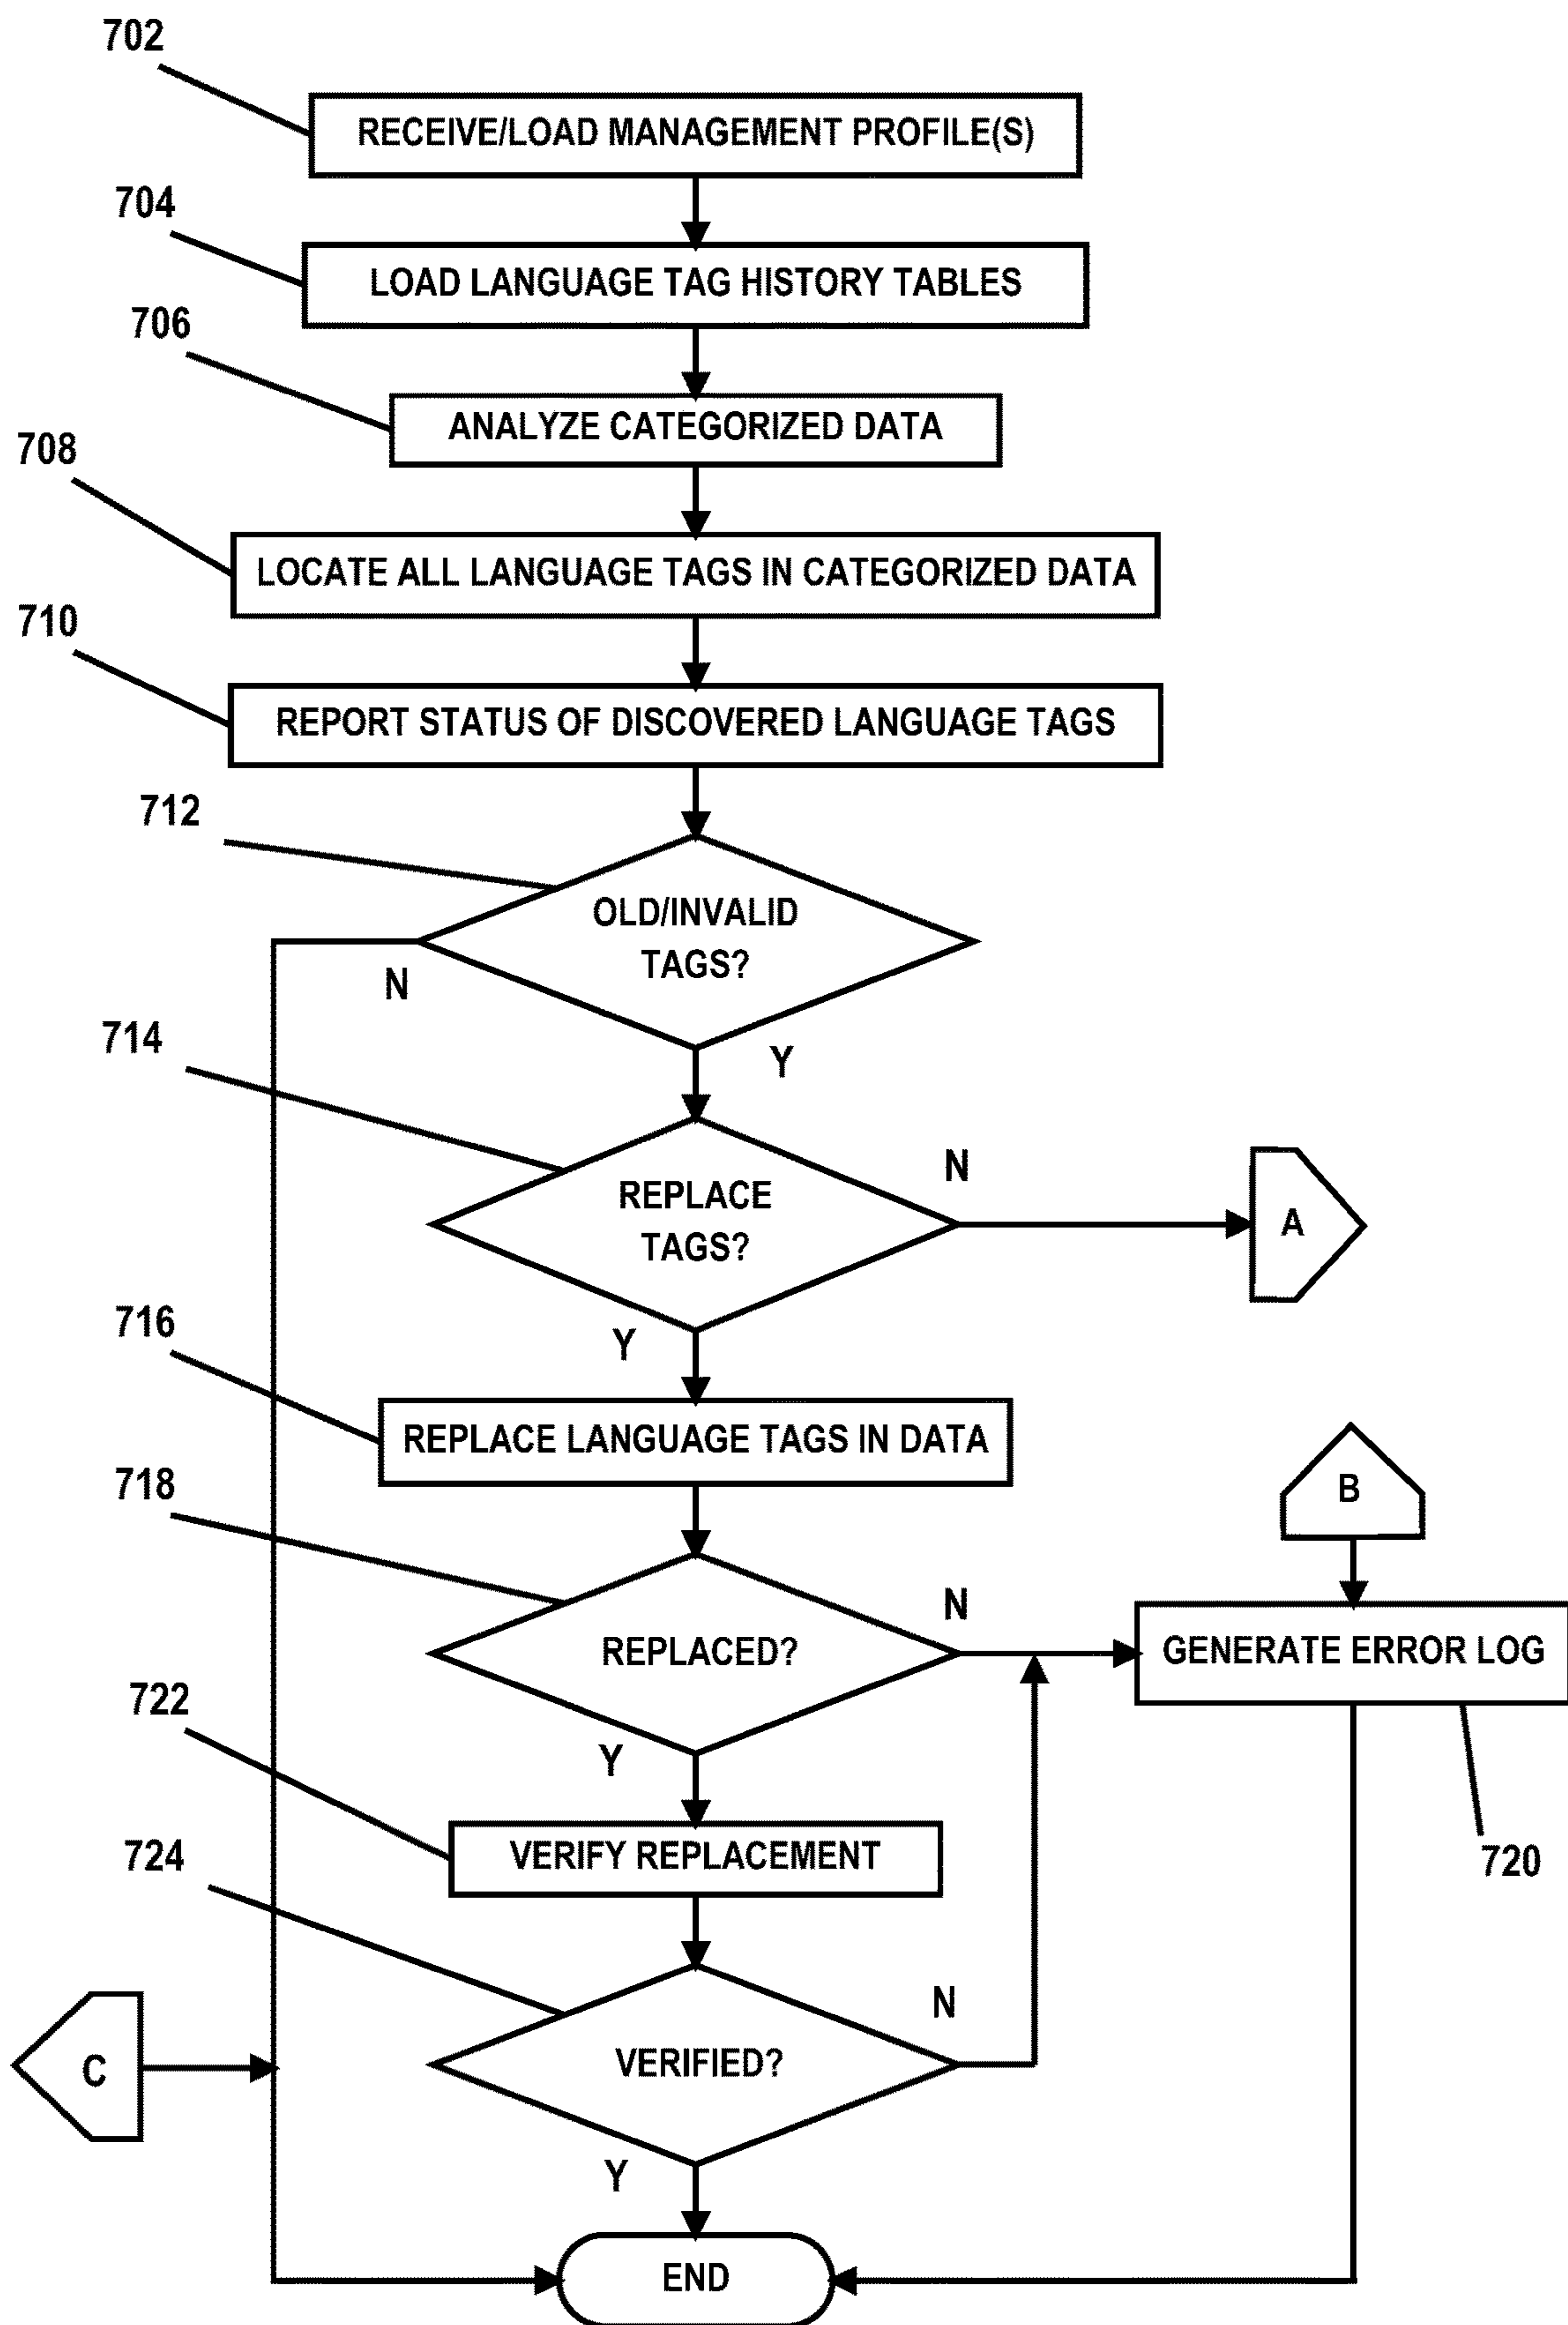 702
RECEIVE/LOAD MANAGEMENT PROFILE(S)
704
LOAD LANGUAGE TAG HISTORY TABLES
706
ANALYZE CATEGORIZED DATA
708
LOCATE ALL LANGUAGE TAGS IN CATEGORIZED DATA
710
REPORT STATUS OF DISCOVERED LANGUAGE TAGS
712
OLD/INVALID
TAGS?
N
Y
714
REPLACE
TAGS?
N
A
Y
716
REPLACE LANGUAGE TAGS IN DATA
718
REPLACED?
N
B
GENERATE ERROR LOG
720
Y
722
VERIFY REPLACEMENT
724
VERIFIED?
N
C
Y
END